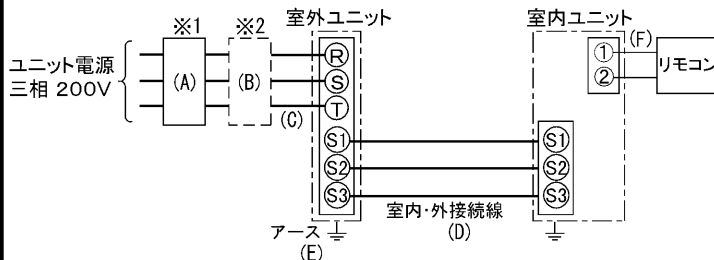 室外ユニット
室内ユニット
※1
※2
ユニット電源
三相 200V
(A)
(B)
(C)
R
S
T
S1
S2
S3
室内・外接続線
(D)
アース
(E)
①
②
(F)
リモコン
S1
S2
S3